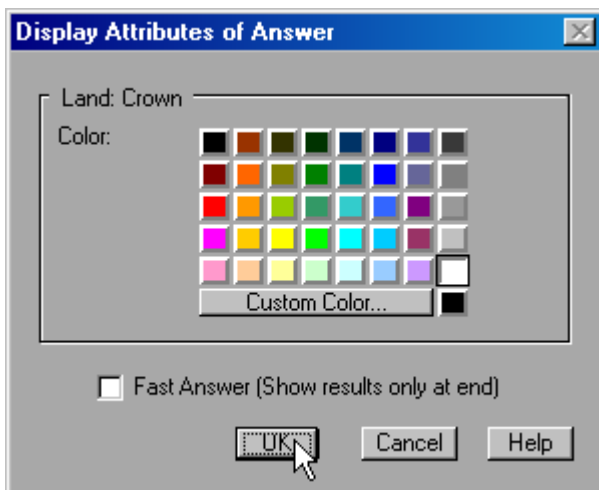 Display Attributes of Answer
Land: Crown
Color:
Custom Color...
Fast Answer (Show results only at end)
OK Cancel Help